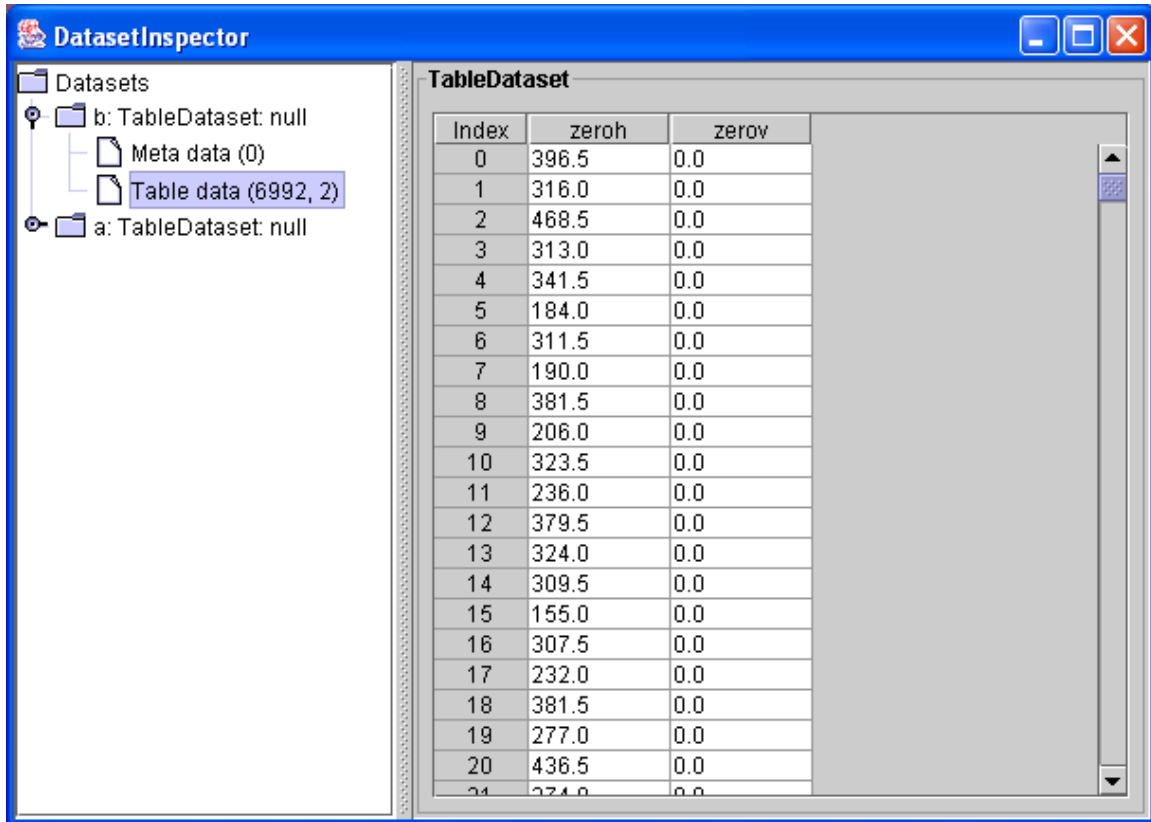 DatasetInspector
Datasets
b: TableDataset: null
Meta data (0)
Table data (6992, 2)
a: TableDataset: null
TableDataset
Index zeroh zerov
0 396.5 0.0
1 316.0 0.0
2 468.5 0.0
3 313.0 0.0
4 341.5 0.0
5 184.0 0.0
6 311.5 0.0
7 190.0 0.0
8 381.5 0.0
9 206.0 0.0
10 323.5 0.0
11 236.0 0.0
12 379.5 0.0
13 324.0 0.0
14 309.5 0.0
15 155.0 0.0
16 307.5 0.0
17 232.0 0.0
18 381.5 0.0
19 277.0 0.0
20 436.5 0.0
21 274.0 0.0